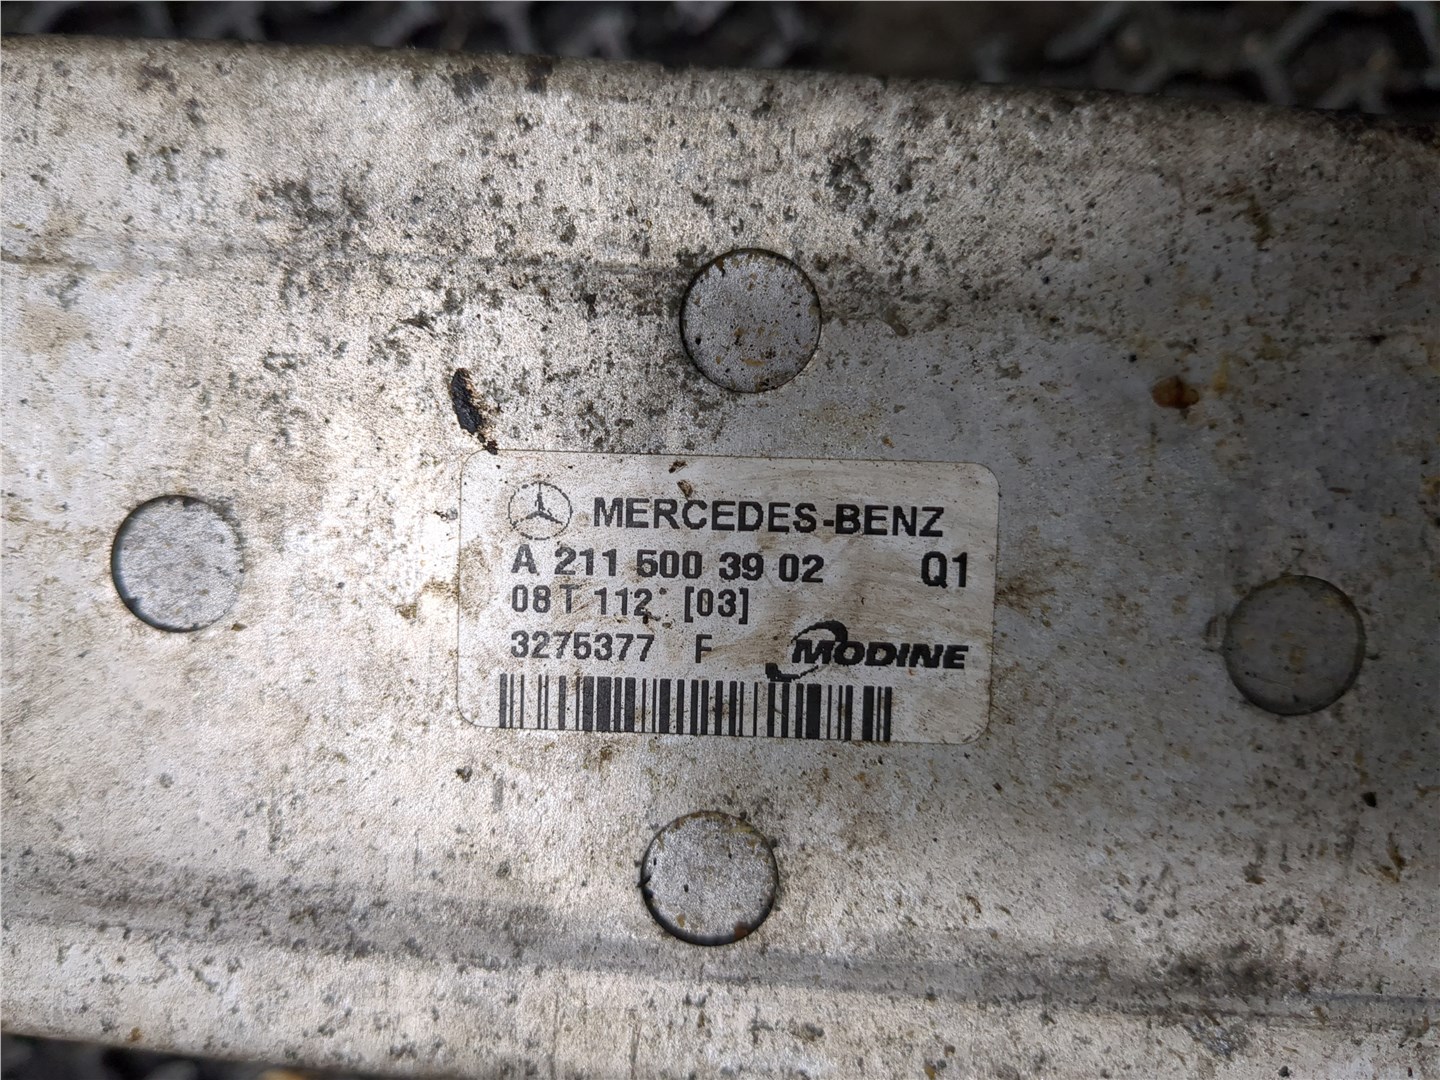 MERCEDES-BENZ
A 211 500 39 02 Q1
08T 112 [03]
3275377 F MODINE